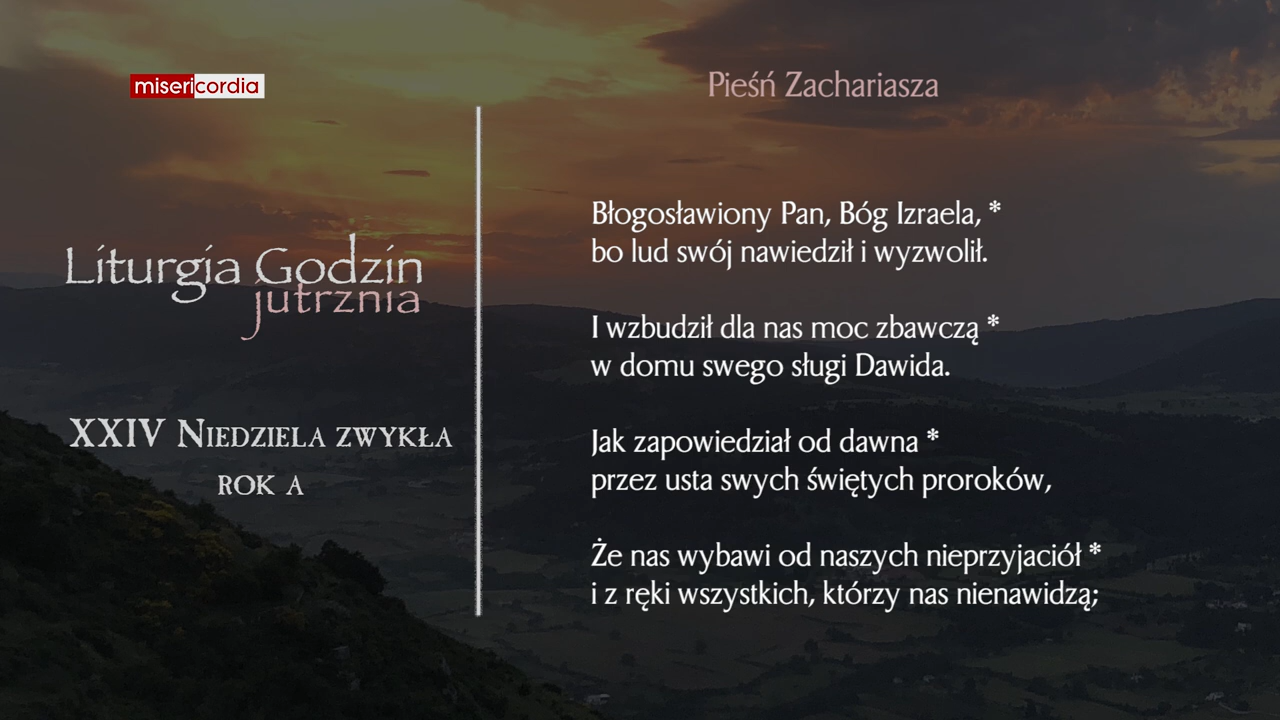 misericordia
Liturgia Godzin
jutrznia
XXIV Niedziela zwykła
rok A
Pieśń Zachariasza
Błogosławiony Pan, Bóg Izraela, *
bo lud swój nawiedził i wyzwolił.
I wzbudził dla nas moc zbawczą *
w domu swego sługi Dawida.
Jak zapowiedział od dawna *
przez usta swych świętych proroków,
Że nas wybawi od naszych nieprzyjaciół *
i z ręki wszystkich, którzy nas nienawidzą;